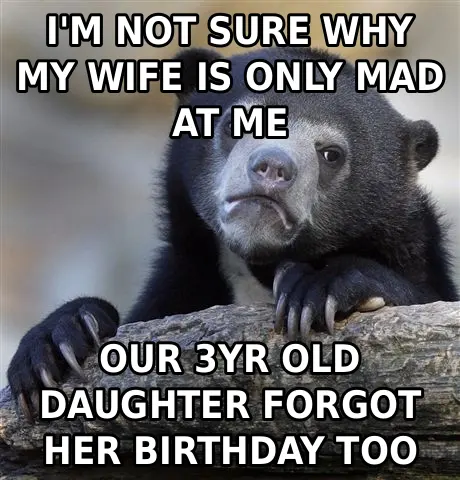 I'M NOT SURE WHY
MY WIFE IS ONLY MAD
AT ME
OUR 3YR OLD
DAUGHTER FORGOT
HER BIRTHDAY TOO